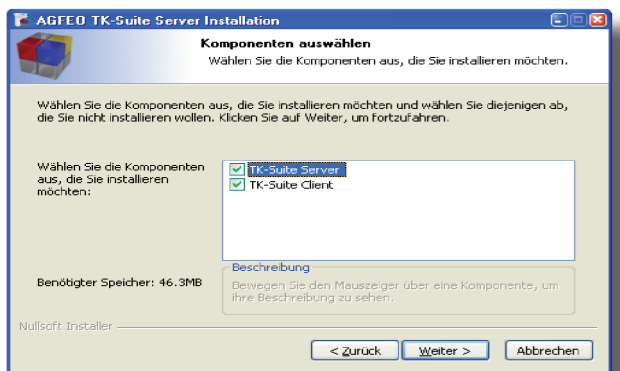 AGFEO TK-Suite Server Installation
Komponenten auswählen
Wählen Sie die Komponenten aus, die Sie installieren möchten.
Wählen Sie die Komponenten aus, die Sie installieren möchten und wählen Sie diejenigen ab,
die Sie nicht installieren wollen. Klicken Sie auf Weiter, um fortzufahren.
Wählen Sie die Komponenten
aus, die Sie installieren
möchten:
TK-Suite Server
TK-Suite Client
Benötigter Speicher: 46.3MB
Beschreibung
Bewegen Sie den Mauszeiger über eine Komponente, um
ihre Beschreibung zu sehen.
Nullsoft Installer
< Zurück Weiter > Abbrechen